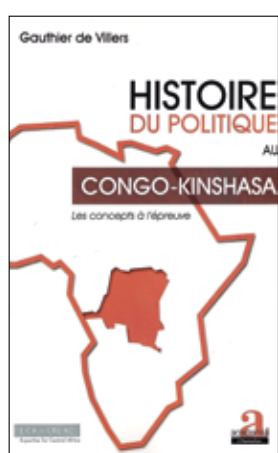 Gauthier de Villers
HISTOIRE
DU POLITIQUE
AU
CONGO-KINSHASA
Les concepts à l'épreuve
a